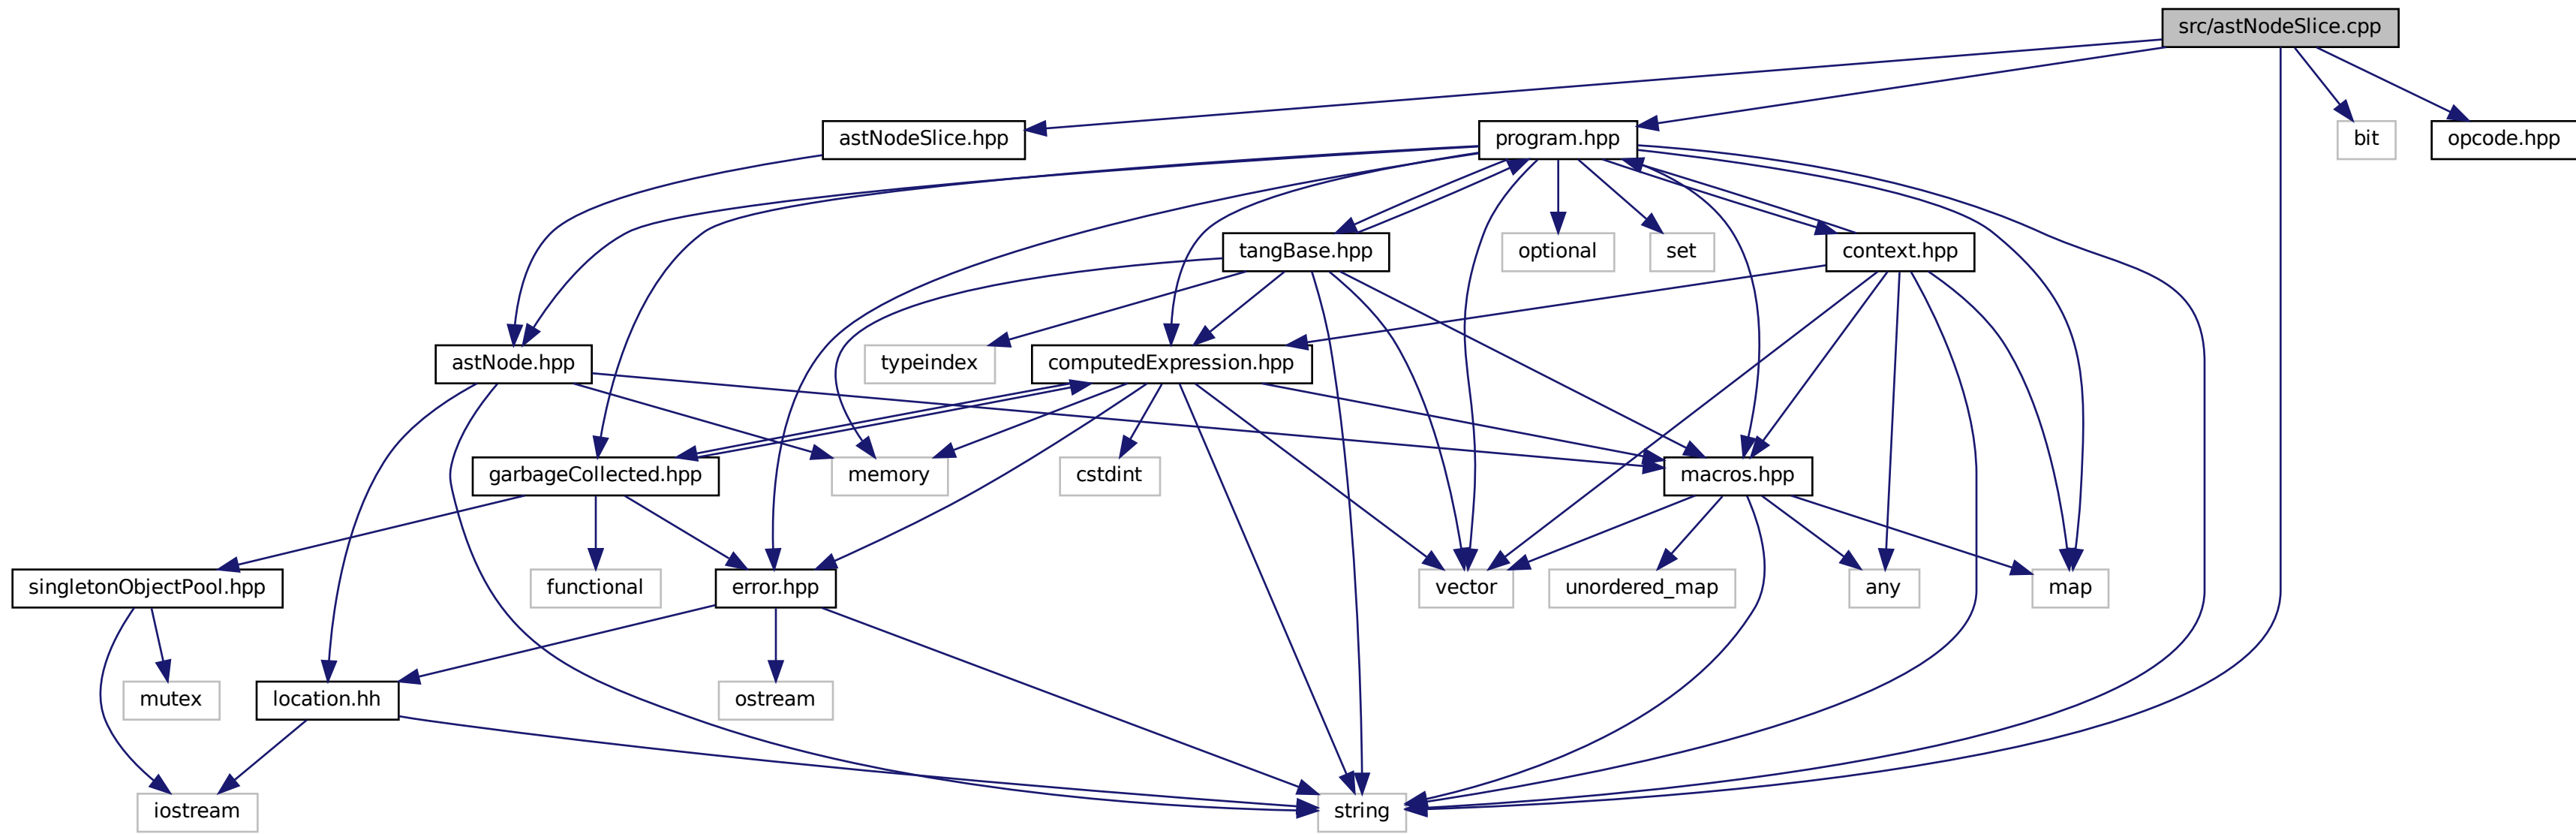 src/astNodeSlice.cpp
astNodeSlice.hpp
program.hpp
bit
opcode.hpp
tangBase.hpp
optional
set
context.hpp
astNode.hpp
typeindex
computedExpression.hpp
garbageCollected.hpp
memory
cstdint
macros.hpp
singletonObjectPool.hpp
functional
error.hpp
vector
unordered_map
any
map
mutex
location.hh
ostream
iostream
string